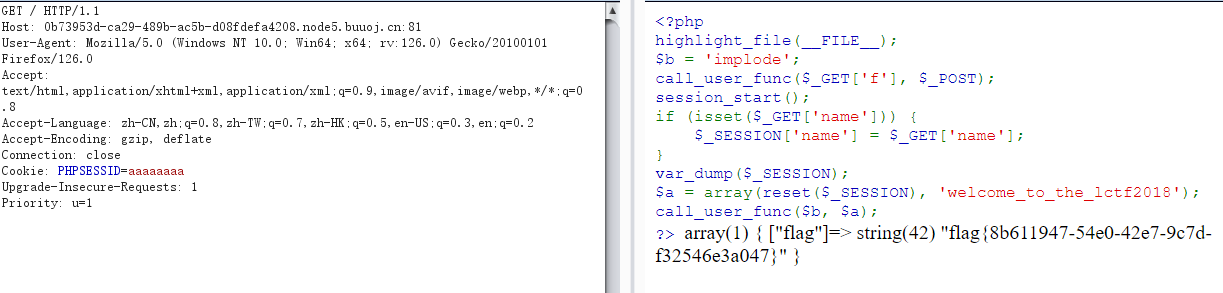 GET / HTTP/1.1
Host: 0b73953d-ca29-489b-ac5b-d08fdefa4208.node5.buuoj.cn:81
User-Agent: Mozilla/5.0 (Windows NT 10.0; Win64; x64; rv:126.0) Gecko/20100101
Firefox/126.0
Accept:
text/html,application/xhtml+xml,application/xml;q=0.9,image/avif,image/webp,*/*;q=0
.8
Accept-Language: zh-CN,zh;q=0.8,zh-TW;q=0.7,zh-HK;q=0.5,en-US;q=0.3,en;q=0.2
Accept-Encoding: gzip, deflate
Connection: close
Cookie: PHPSESSID=aaaaaaaa
Upgrade-Insecure-Requests: 1
Priority: u=1
<?php
highlight_file(__FILE__);
$b = 'implode';
call_user_func($_GET['f'], $_POST);
session_start();
if (isset($_GET['name'])) {
    $_SESSION['name'] = $_GET['name'];
}
var_dump($_SESSION);
$a = array(reset($_SESSION), 'welcome_to_the_lctf2018');
call_user_func($b, $a);
?> array(1) { ["flag"]=> string(42) "flag{8b611947-54e0-42e7-9c7d-
f32546e3a047}" }